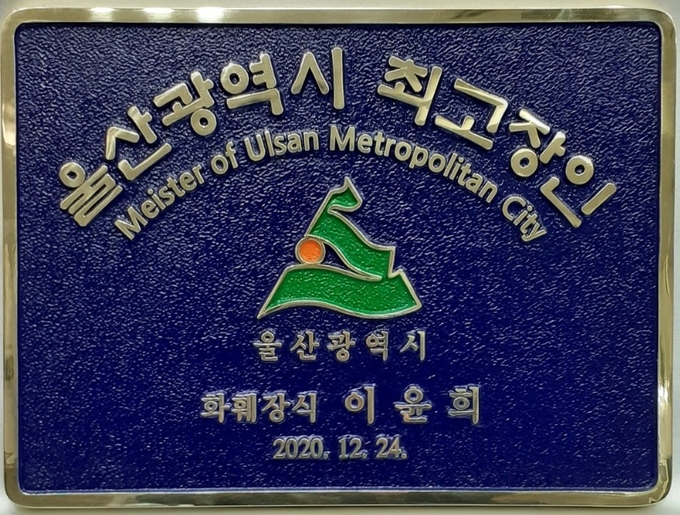 울산광역시 최고장인
Meister of Ulsan Metropolitan City
울산광역시
화훼장식 이윤희
2020. 12. 24.